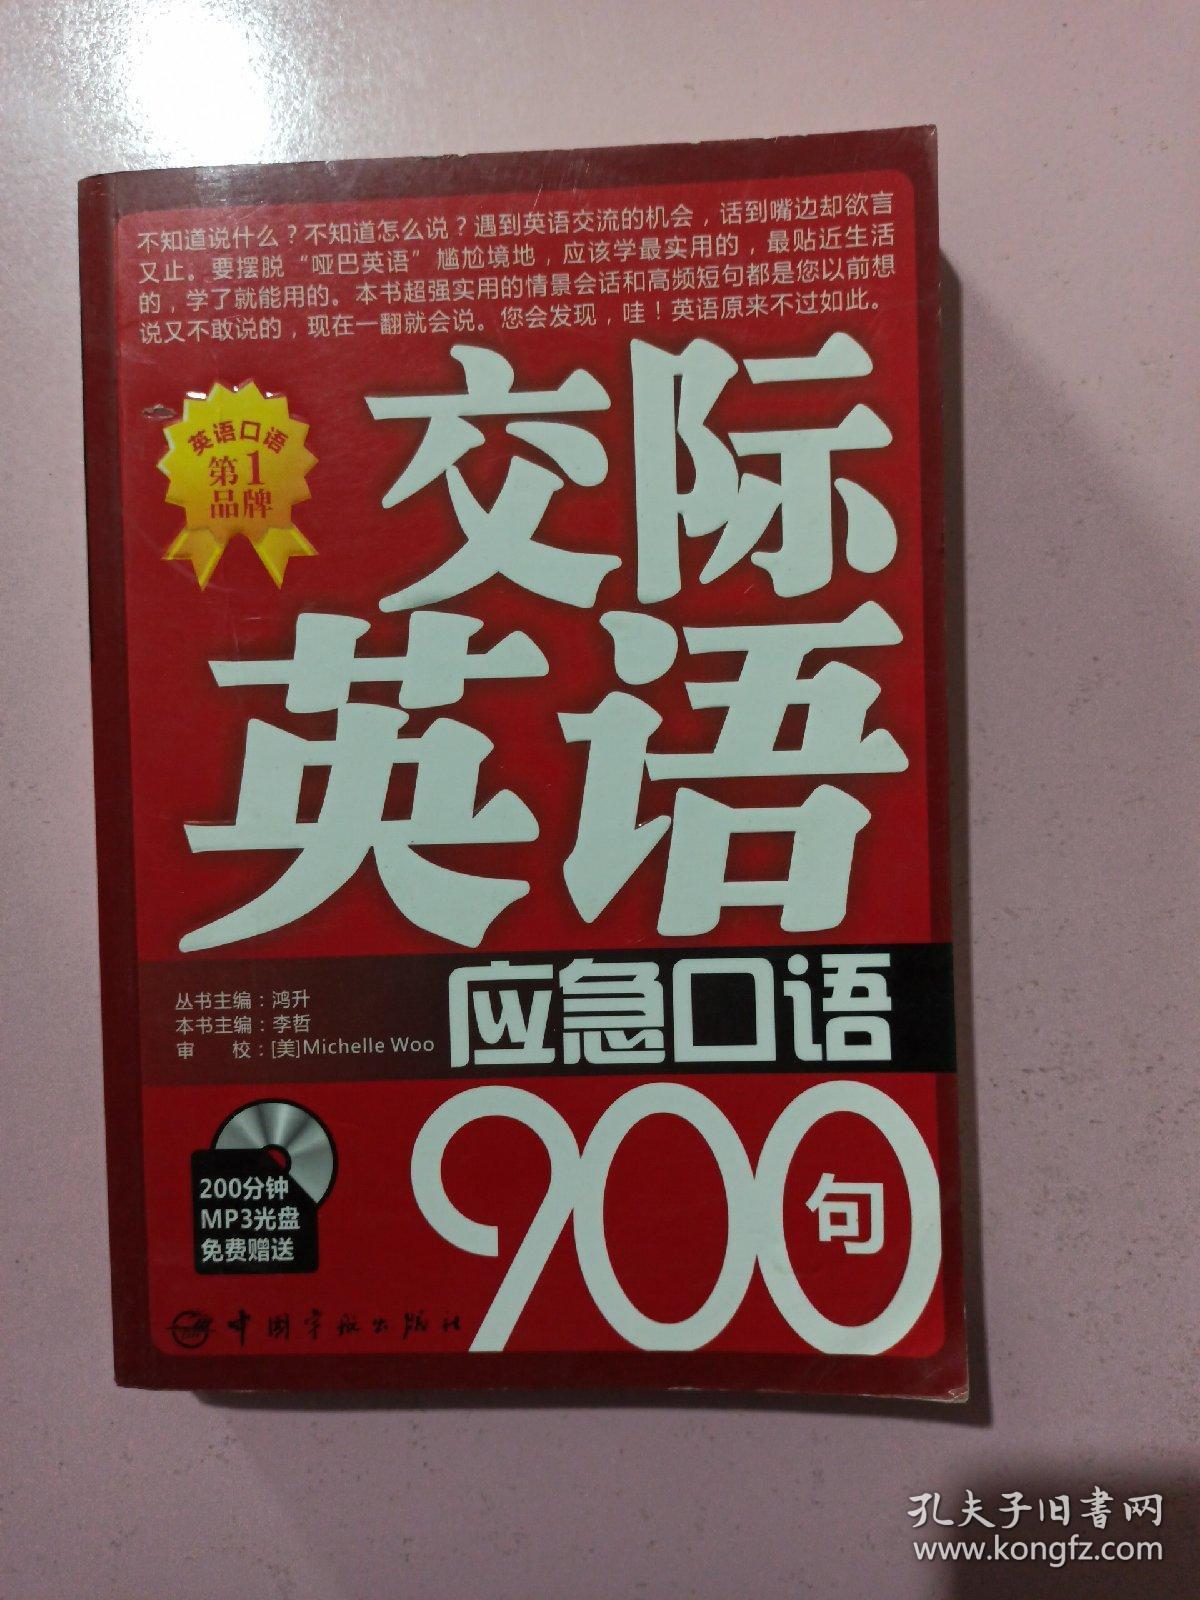 不知道说什么？不知道怎么说？遇到英语交流的机会，话到嘴边却欲言
又止。要摆脱“哑巴英语”尴尬境地，应该学最实用的，最贴近生活
的，学了就能用的。本书超强实用的情景会话和高频短句都是您以前想
说又不敢说的，现在一翻就会说。您会发现，哇！英语原来不过如此。
英语口语
第1
品牌
交际
英语
应急口语
900句
丛书主编：鸿升
本书主编：李哲
审 校：[美]Michelle Woo
200分钟
MP3光盘
免费赠送
中国宇航出版社
孔夫子旧书网
www.kongfz.com